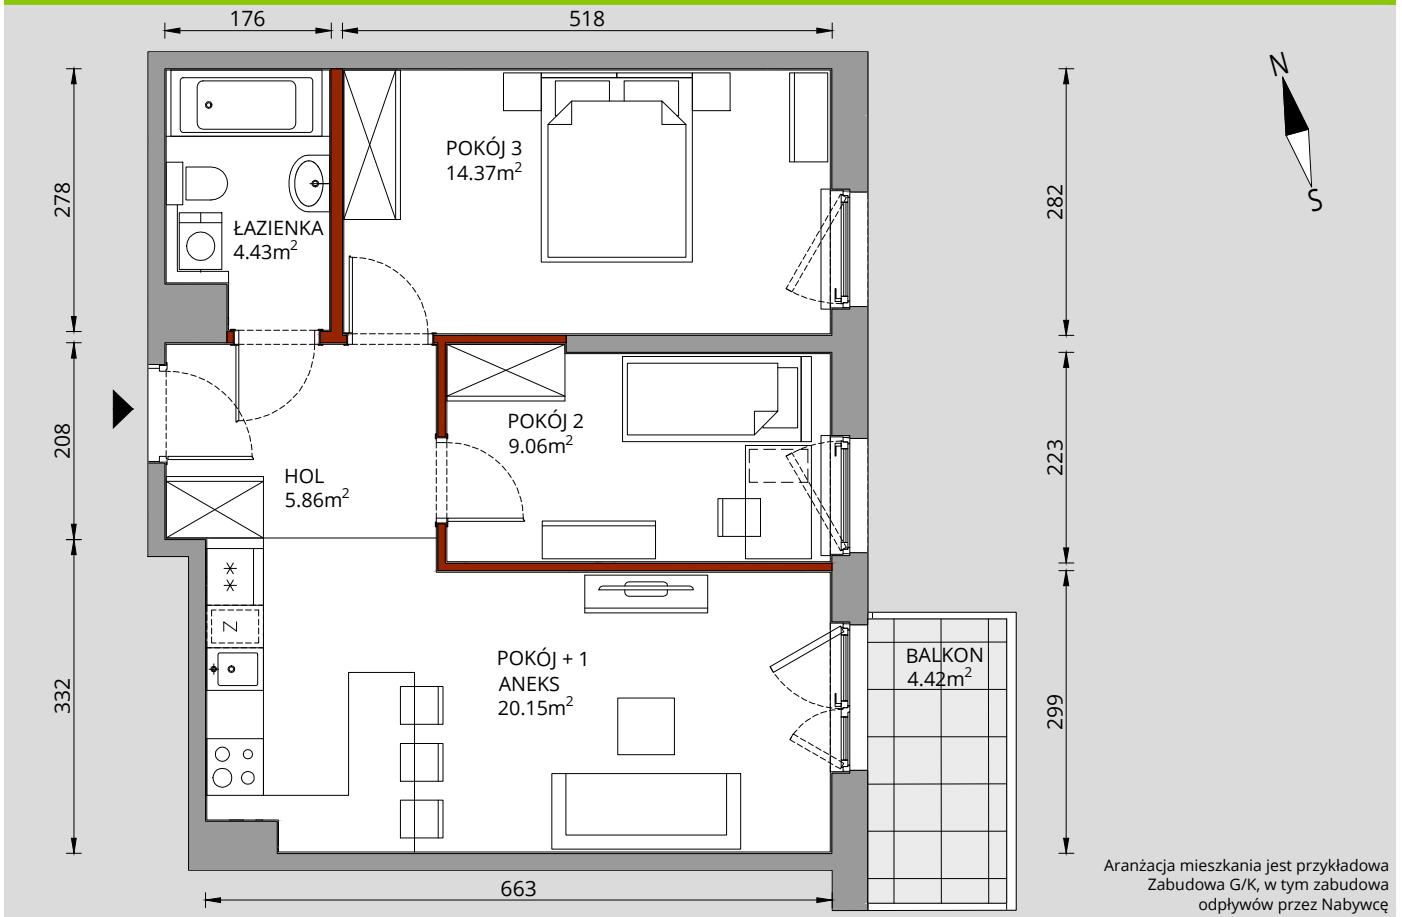 176
518
N
S
278
208
332
282
223
299
POKÓJ 3
14.37m²
ŁAZIENKA
4.43m²
POKÓJ 2
9.06m²
HOL
5.86m²
Z
POKÓJ + 1
ANEKS
20.15m²
BALKON
4.42m²
663
Aranżacja mieszkania jest przykładowa
Zabudowa G/K, w tym zabudowa
odpływów przez Nabywcę